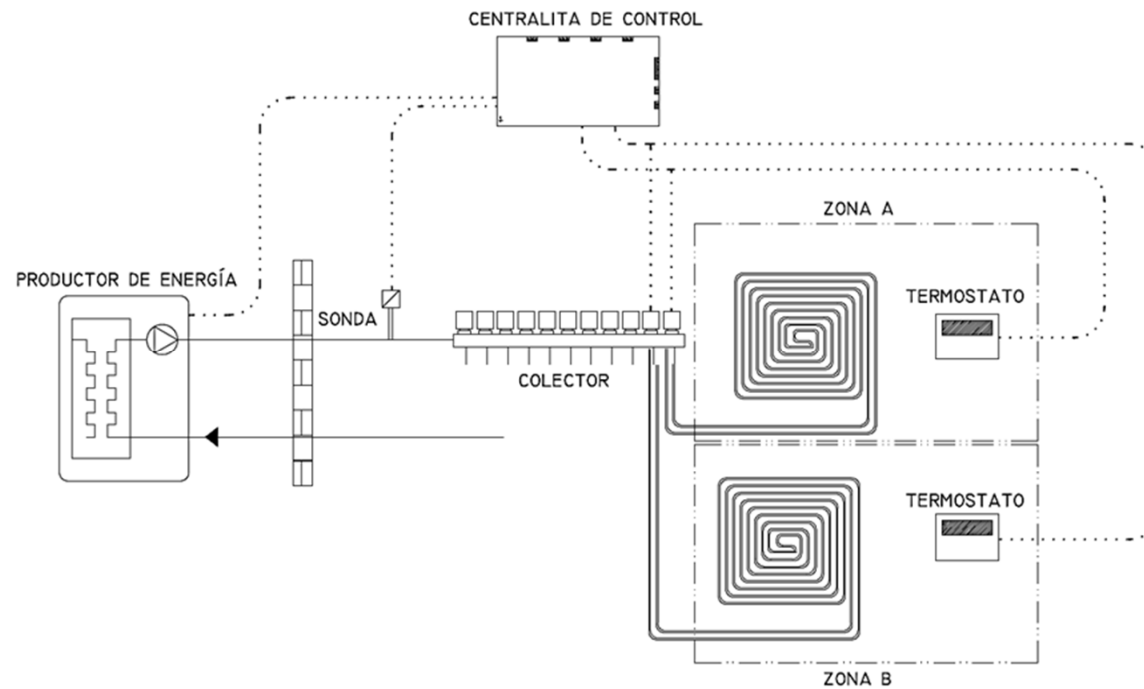 CENTRALITA DE CONTROL
ZONA A
PRODUCTOR DE ENERGÍA
TERMOSTATO
SONDA
COLECTOR
TERMOSTATO
ZONA B